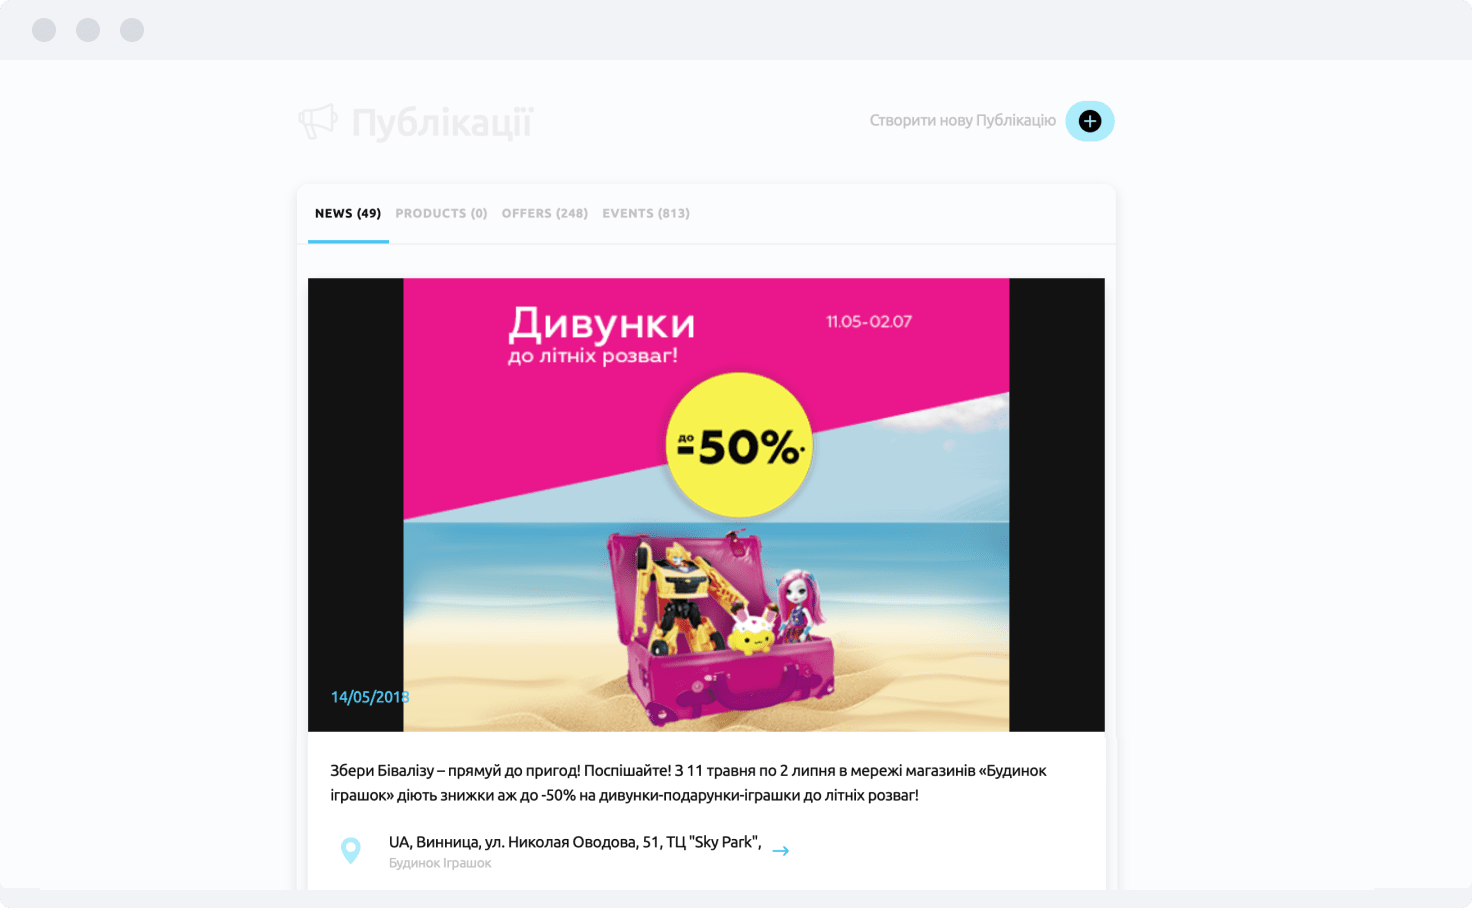 Публікації
Створити нову Публікацію
NEWS (49) PRODUCTS (0) OFFERS (248) EVENTS (813)
Дивунки
до літніх розваг!
11.05-02.07
до
-50%*
14/05/2018
Збери Бівалізу – прямуй до пригод! Поспішайте! З 11 травня по 2 липня в мережі магазинів «Будинок
іграшок» діють знижки аж до -50% на дивунки-подарунки-іграшки до літніх розваг!
UA, Винница, ул. Николая Оводова, 51, ТЦ "Sky Park",
Будинок Іграшок